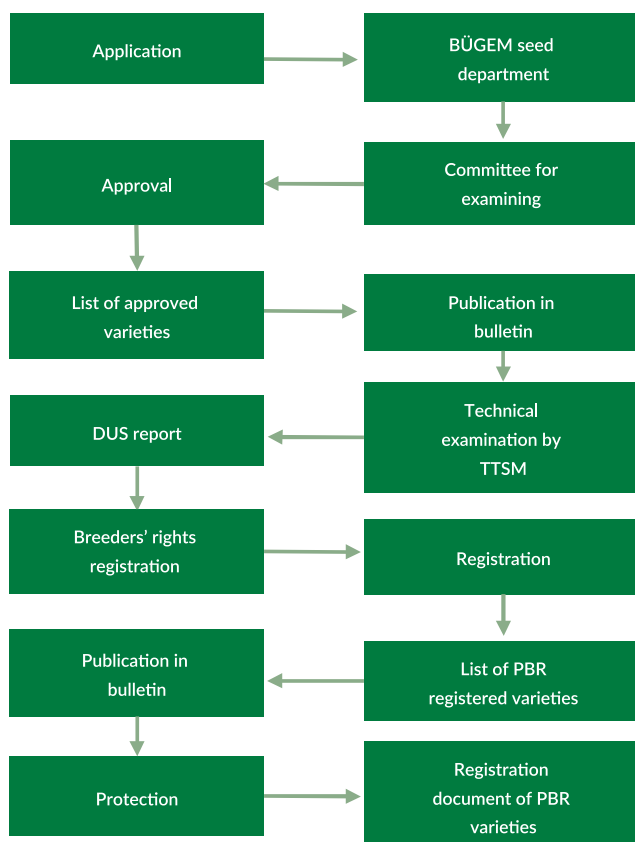 Application
BÜGEM seed
department
Committee for
examining
Approval
List of approved
varieties
Publication in
bulletin
Technical
examination by
TTSM
DUS report
Breeders’ rights
registration
Registration
List of PBR
registered varieties
Publication in
bulletin
Protection
Registration
document of PBR
varieties